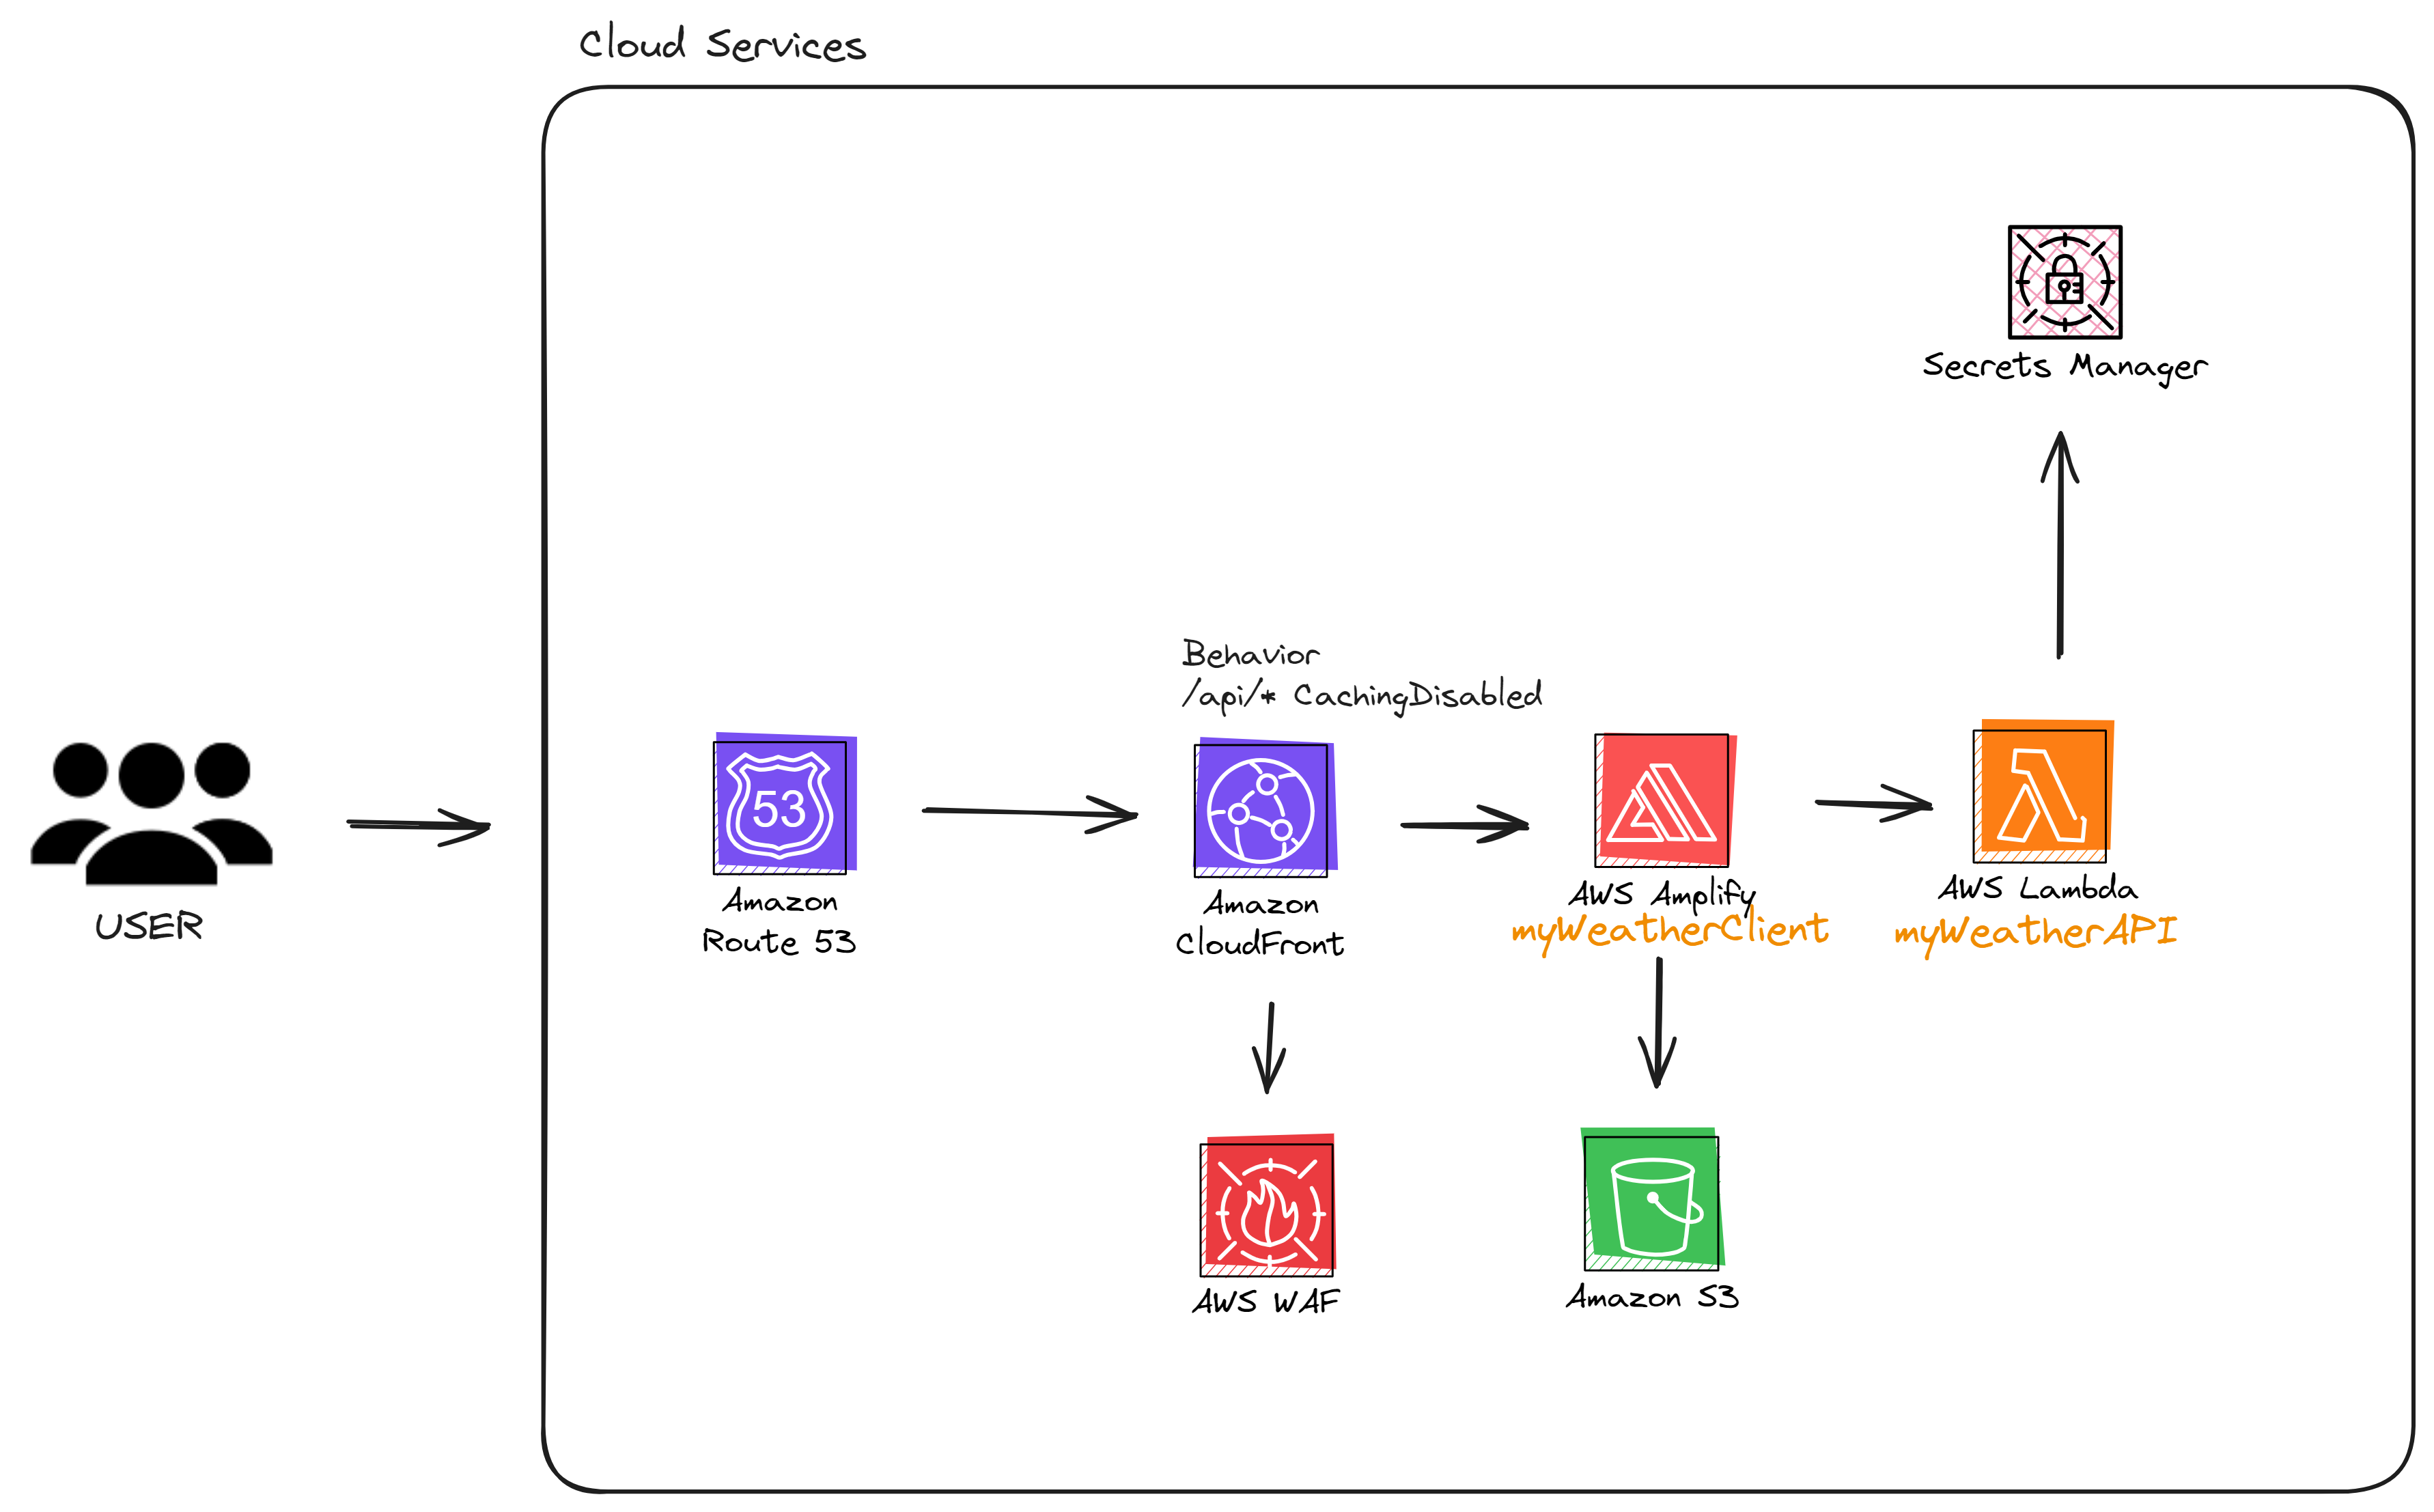 Cloud Services
Secrets Manager
Behavior
/api/* CachingDisabled
53
USER
Amazon
Route 53
Amazon
CloudFront
AWS Amplify
myWeatherClient
AWS Lambda
myWeatherAPI
AWS WAF
Amazon S3